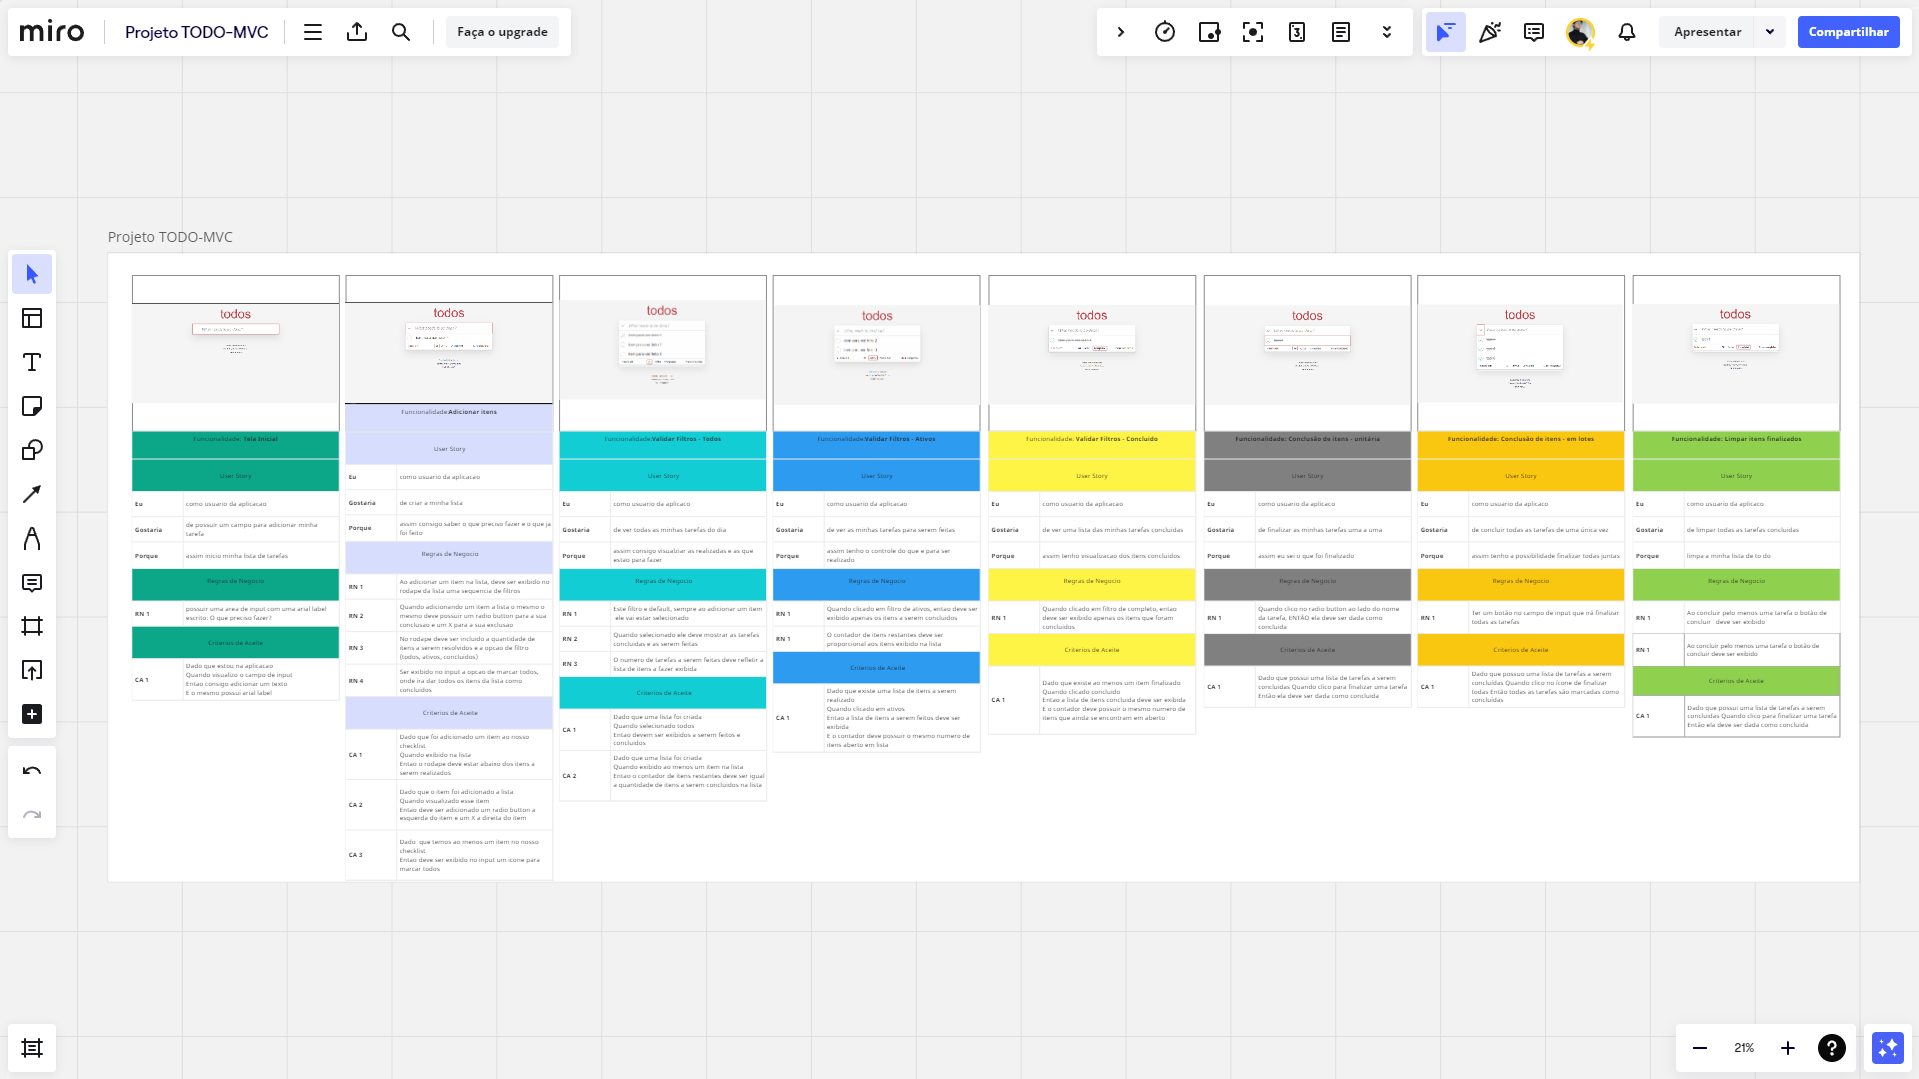 miro
Projeto TODO-MVC
Faça o upgrade
Apresentar
Compartilhar
Projeto TODO-MVC
todos
Funcionalidade: Tela Inicial
User Story
Eu
como usuario da aplicacao
Gostaria
de possuir um campo para adicionar minha
tarefa
Porque
assim inicio minha lista de tarefas
Regras de Negocio
RN 1
possuir uma area de input com uma arial label
escrito: O que preciso fazer?
Criterios de Aceite
CA 1
Dado que estou na aplicacao
Quando visualizo o campo de input
Entao consigo adicionar um texto
E o mesmo possui arial label
todos
Funcionalidade:Adicionar itens
User Story
Eu
como usuario da aplicacao
Gostaria
de criar a minha lista
Porque
assim consigo saber o que preciso fazer e o que ja
foi feito
Regras de Negocio
RN 1
Ao adicionar um item na lista, deve ser exibido no
rodape da lista uma sequencia de filtros
RN 2
Quando adicionando um item a lista o mesmo o
mesmo deve possuir um radio button para a sua
conclusao e um X para a sua exclusao
RN 3
No rodape deve ser incluido a quantidade de
itens a serem resolvidos e a opcao de filtro
(todos, ativos, concluidos)
RN 4
Ser exibido no input a optcao de marcar todos,
onde ira dar todos os itens da lista como
concluidos
Criterios de Aceite
CA 1
Dado que foi adicionado um item ao nosso
checklist
Quando exibido na lista
Entao o rodape deve estar abaixo dos itens a
serem realizados
CA 2
Dado que o item foi adicionado a lista
Quando visualizado esse item
Entao deve ser adicionado um radio button a
esquerda do item e um X a direita do item
CA 3
Dado que temos ao menos um item no nosso
checklist
Entao deve ser exibido no input um icone para
marcar todos
todos
Funcionalidade:Validar Filtros - Todos
User Story
Eu
como usuario da aplicaco
Gostaria
de ver todas as minhas tarefas do dia
Porque
assim consigo visualziar as realizadas e as que
estao para fazer
Regras de Negocio
RN 1
Este filtro e default, sempre ao adicionar um item
ele vai estar selecionado
RN 2
Quando selecionado ele deve mostrar as tarefas
concluidas e as serem feitas
RN 3
O numero de tarefas a serem feitas deve refletir a
lista de itens a fazer exibida
Criterios de Aceite
CA 1
Dado que uma lista foi criada
Quando selecionado todos
Entao devem ser exibidos a serem feitos e
concluidos
CA 2
Dado que uma lista foi criada
Quando exibido ao menos um item na lista
Entao o contador de itens restantes deve ser igual
a quantidade de itens a serem concluidos na lista
todos
Funcionalidade:Validar Filtros - Ativos
User Story
Eu
como usuario da aplicacao
Gostaria
de ver as minhas tarefas para serem feitas
Porque
assim tenho o controle do que e para ser
realizado
Regras de Negocio
RN 1
Quando clicado em filtro de ativos, entao deve ser
exibido apenas os itens a serem concluidos
RN 1
O contador de itens restantes deve ser
proporcional aos itens exibido na lista
Criterios de Aceite
CA 1
Dado que existe uma lista de itens a serem
realizado
Quando clicado em ativos
Entao a lista de itens a serem feitos deve ser
exibida
E o contador deve possuir o mesmo numero de
itens aberto em lista
todos
Funcionalidade: Validar Filtros - Concluido
User Story
Eu
como usuario da aplicaco
Gostaria
de ver uma lista das minhas tarefas concluidas
Porque
assim tenho visualizacao dos itens concluidos
Regras de Negocio
RN 1
Quando clicado em filtro de completo, entao
deve ser exibido apenas os itens que foram
concluidos
Criterios de Aceite
CA 1
Dado que existe ao menos um item finalizado
Quando clicado concluido
Entao a lista de itens concluida deve ser exibida
E o contador deve possuir o mesmo numero de
itens que ainda se encontram em aberto
todos
Funcionalidade: Conclusão de itens - unitária
User Story
Eu
como usuario da aplicaco
Gostaria
de finalizar as minhas tarefas uma a uma
Porque
assim eu sei o que foi finalizado
Regras de Negocio
RN 1
Quando clico no radio button ao lado do nome
da tarefa, ENTÃO ela deve ser dada como
concluida
Criterios de Aceite
CA 1
Dado que possui uma lista de tarefas a serem
concluidas Quando clico para finalizar uma tarefa
Então ela deve ser dada como concluida
todos
Funcionalidade: Conclusão de itens - em lotes
User Story
Eu
como usuario da aplicaco
Gostaria
de concluir todas as tarefas de uma única vez
Porque
assim tenho a possibilidade finalizar todas juntas
Regras de Negocio
RN 1
Ter um botão no campo de input que irá finalizar
todas as tarefas
Criterios de Aceite
CA 1
Dado que possuo uma lista de tarefas a serem
concluídas Quando clico no ícone de finalizar
todas Então todas as tarefas são marcadas como
concluídas
todos
Funcionalidade: Limpar itens finalizados
User Story
Eu
como usuario da aplicaco
Gostaria
de limpar todas as tarefas concluidas
Porque
limpa a minha lista de to do
Regras de Negocio
RN 1
Ao concluir pelo menos uma tarefa o botão de
concluir deve ser exibido
RN 1
Ao concluir pelo menos uma tarefa o botão de
concluir deve ser exibido
Criterios de Aceite
CA 1
Dado que possui uma lista de tarefas a serem
concluidas Quando clico para finalizar uma tarefa
Então ela deve ser dada como concluida
21%